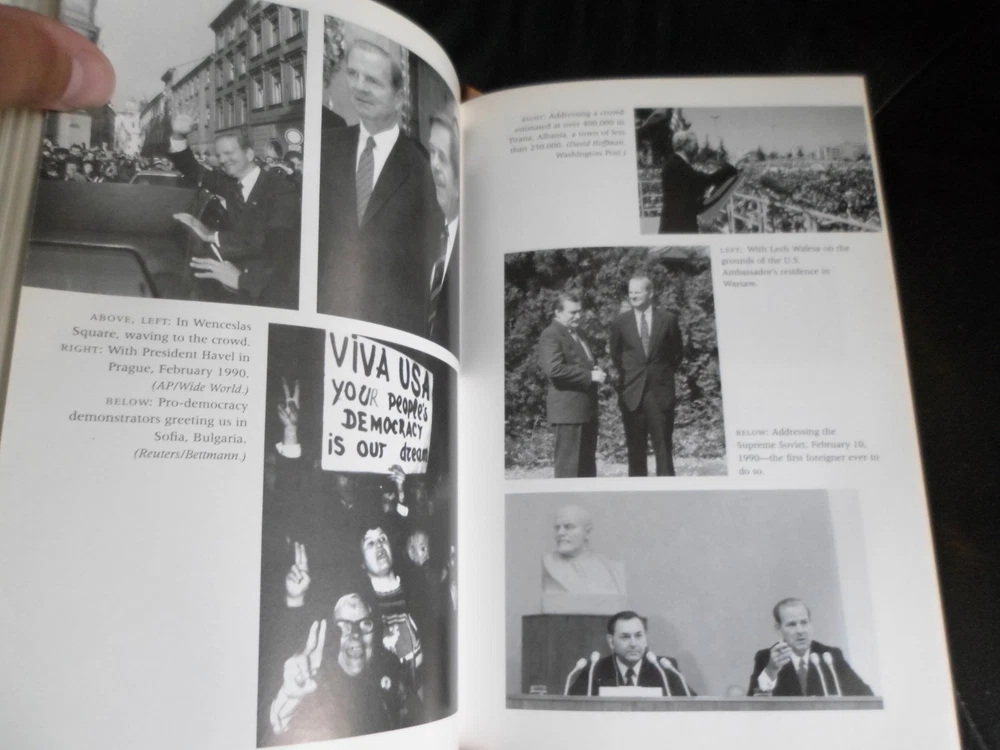 ABOVE, LEFT: In Wenceslas
Square, waving to the crowd.
RIGHT: With President Havel in
Prague, February 1990.
(AP/Wide World.)
BELOW: Pro-democracy
demonstrators greeting us in
Sofia, Bulgaria.
(Reuters/Bettmann.)
VIVA USA
YOUR people's
DEMOCRACY
is our dream
RIGHT: Addressing a crowd
estimated at over 400,000 in
Tirana, Albania, a town of less
than 250,000. (David Hoffman,
Washington Post.)
LEFT: With Lech Walesa on the
grounds of the U.S.
Ambassador's residence in
Warsaw.
BELOW: Addressing the
Supreme Soviet, February 10,
1990—the first foreigner ever to
do so.